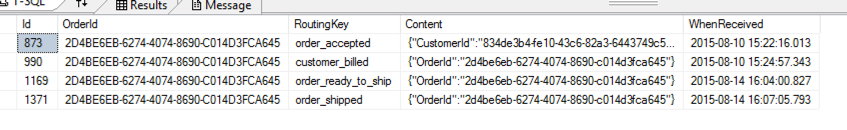 T-SQL Results Message
Id OrderId RoutingKey Content WhenReceived
873 2D4BE6EB-6274-4074-8690-C014D3FCA645 order_accepted {"CustomerId":"834de3b4-fe10-43c6-82a3-6443749c5... 2015-08-10 15:22:16.013
990 2D4BE6EB-6274-4074-8690-C014D3FCA645 customer_billed {"OrderId":"2d4be6eb-6274-4074-8690-c014d3fca645"} 2015-08-10 15:24:57.343
1169 2D4BE6EB-6274-4074-8690-C014D3FCA645 order_ready_to_ship {"OrderId":"2d4be6eb-6274-4074-8690-c014d3fca645"} 2015-08-14 16:04:00.827
1371 2D4BE6EB-6274-4074-8690-C014D3FCA645 order_shipped {"OrderId":"2d4be6eb-6274-4074-8690-c014d3fca645"} 2015-08-14 16:07:05.793